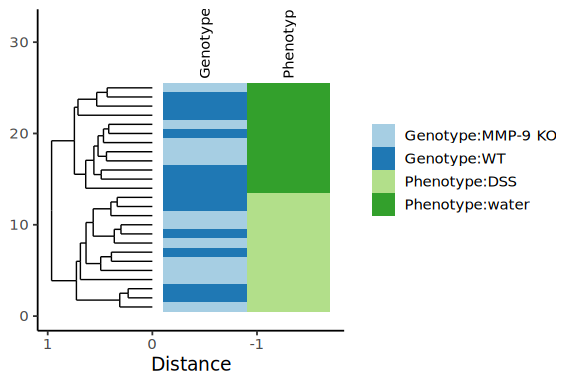 Genotype
Phenotyp
30
20
10
0
1
0
-1
Distance
Genotype:MMP-9 KO
Genotype:WT
Phenotype:DSS
Phenotype:water